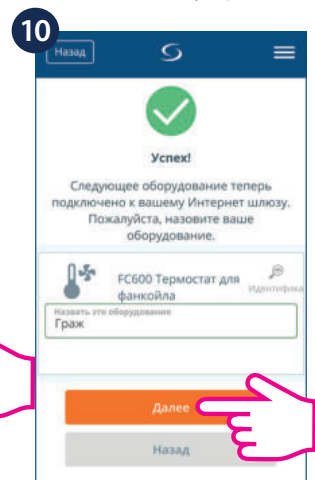 10
Назад
Успех!
Следующее оборудование теперь
подключено к вашему Интернет шлюзу.
Пожалуйста, назовите ваше
оборудование.
FC600 Термостат для
фанкойла
Идентифика
Назвать это оборудование
Граж
Далее
Назад